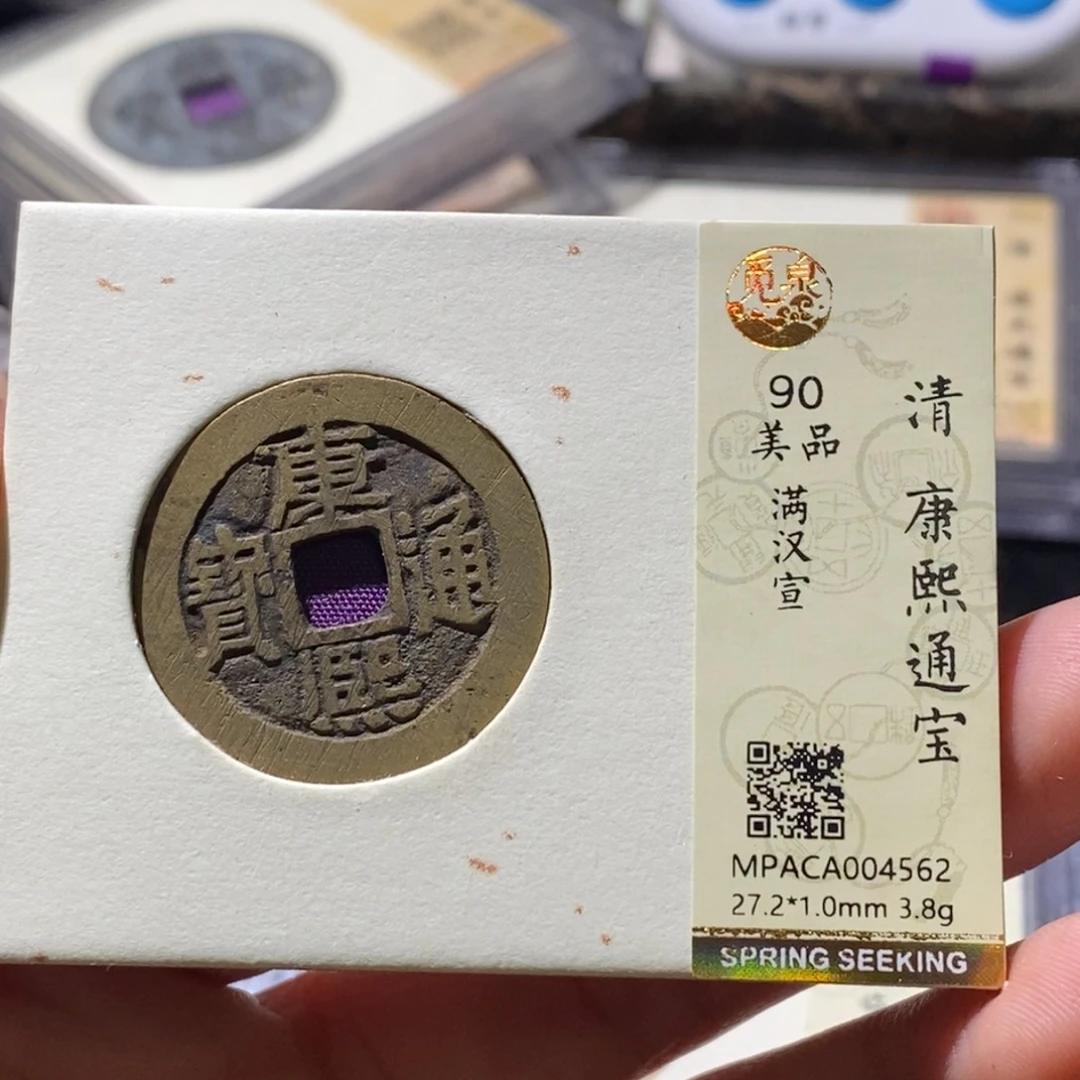 康
通
寶
熙
觅泉
90
美品
满汉宣
清 康熙通宝
MPACA004562
27.2*1.0mm 3.8g
SPRING SEEKING